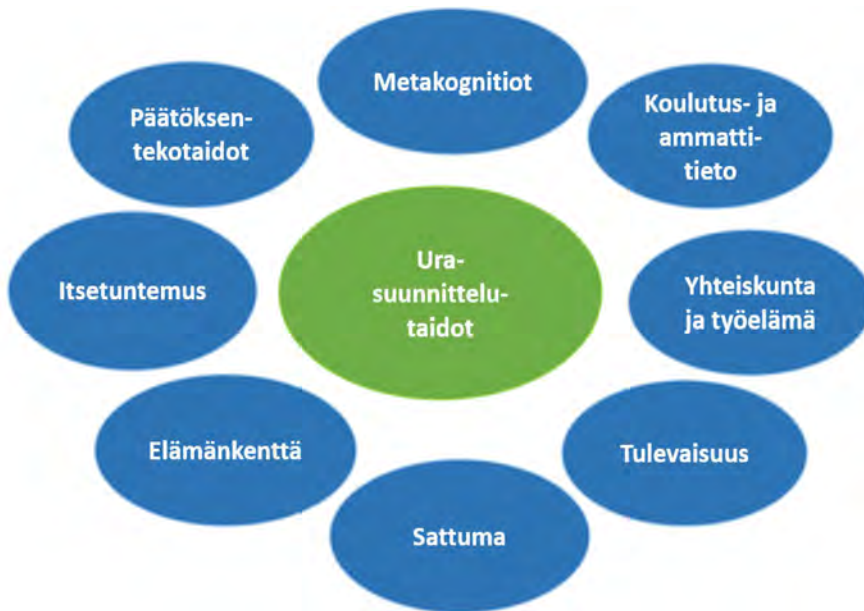 Metakognitiot
Päätöksen-
tekotaidot
Koulutus- ja
ammatti-
tieto
Itsetuntemus
Ura-
suunnittelu-
taidot
Yhteiskunta
ja työelämä
Elämänkenttä
Tulevaisuus
Sattuma